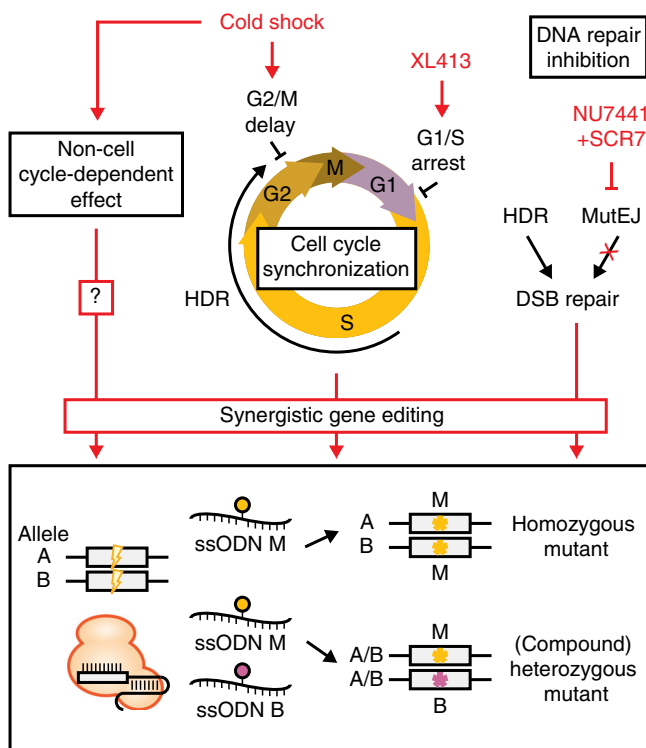 Cold shock
DNA repair
inhibition
XL413
G2/M
delay
G1/S
arrest
NU7441
+SCR7
Non-cell
cycle-dependent
effect
M
G2
G1
HDR
MutEJ
Cell cycle
synchronization
?
HDR
DSB repair
S
Synergistic gene editing
Allele
A
B
ssODN M
M
A
B
M
Homozygous
mutant
ssODN M
ssODN B
M
A/B
A/B
B
(Compound)
heterozygous
mutant